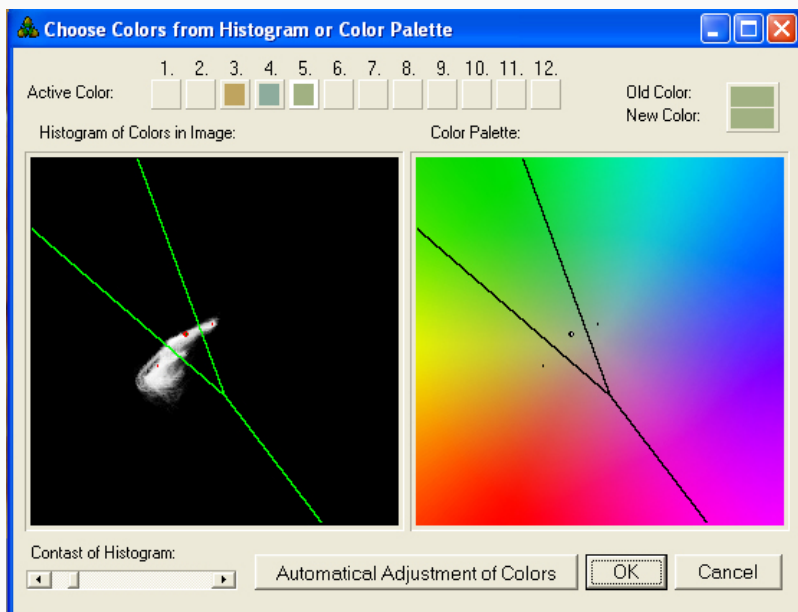 Choose Colors from Histogram or Color Palette
1. 2. 3. 4. 5. 6. 7. 8. 9. 10. 11. 12.
Active Color:
Old Color:
New Color:
Histogram of Colors in Image:
Color Palette:
Contast of Histogram:
Automatical Adjustment of Colors
OK
Cancel